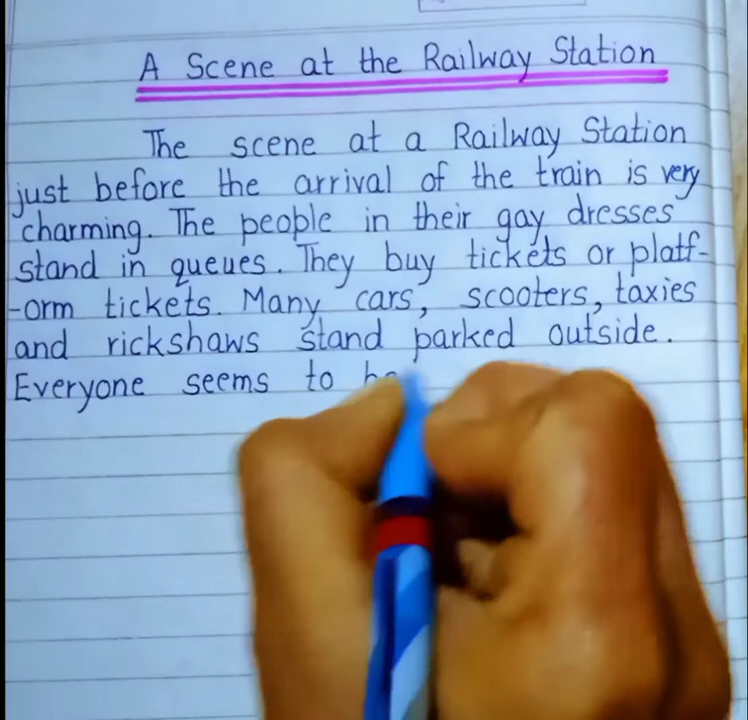 A Scene at the Railway Station
The scene at a Railway Station
just before the arrival of the train is very
charming. The people in their gay dresses
stand in queues. They buy tickets or platf-
-orm tickets. Many cars, scooters, taxies
and rickshaws stand parked outside.
Everyone seems to